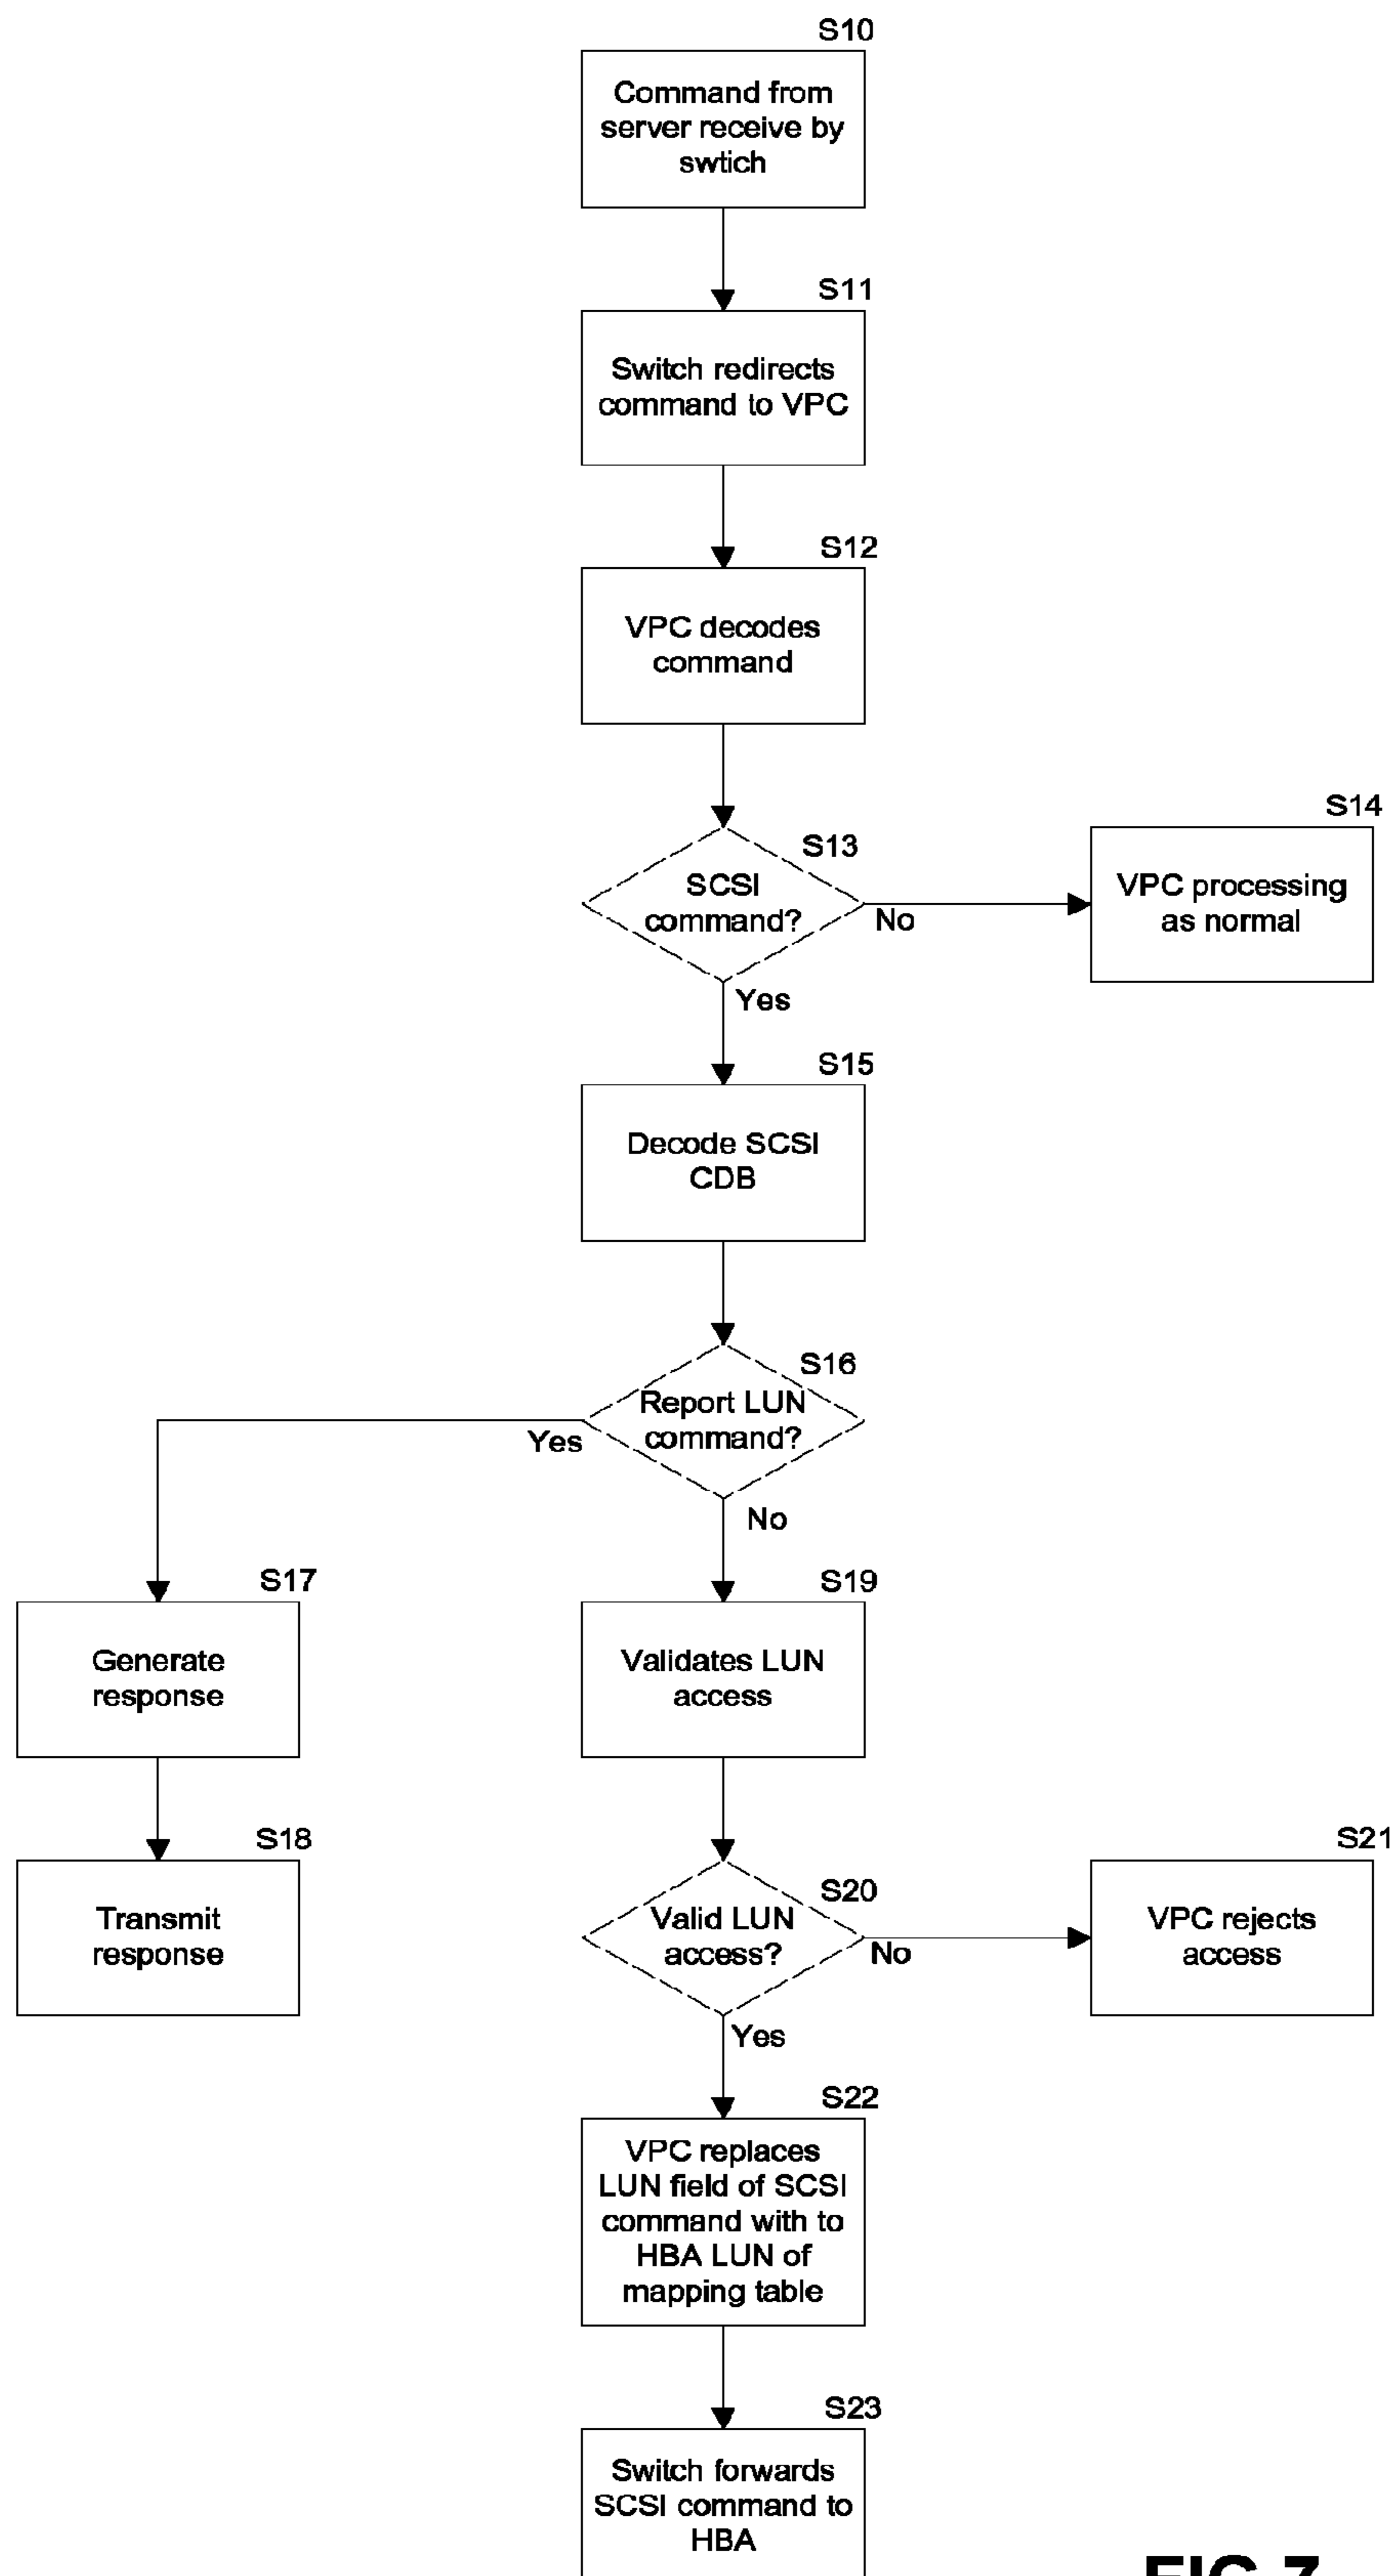 S10
Command from
server receive by
swtich
S11
Switch redirects
command to VPC
S12
VPC decodes
command
S13
SCSI
command?
No
Yes
S14
VPC processing
as normal
S15
Decode SCSI
CDB
S16
Report LUN
command?
Yes
No
S17
Generate
response
S18
Transmit
response
S19
Validates LUN
access
S20
Valid LUN
access?
No
Yes
S21
VPC rejects
access
S22
VPC replaces
LUN field of SCSI
command with to
HBA LUN of
mapping table
S23
Switch forwards
SCSI command to
HBA
FIG.7